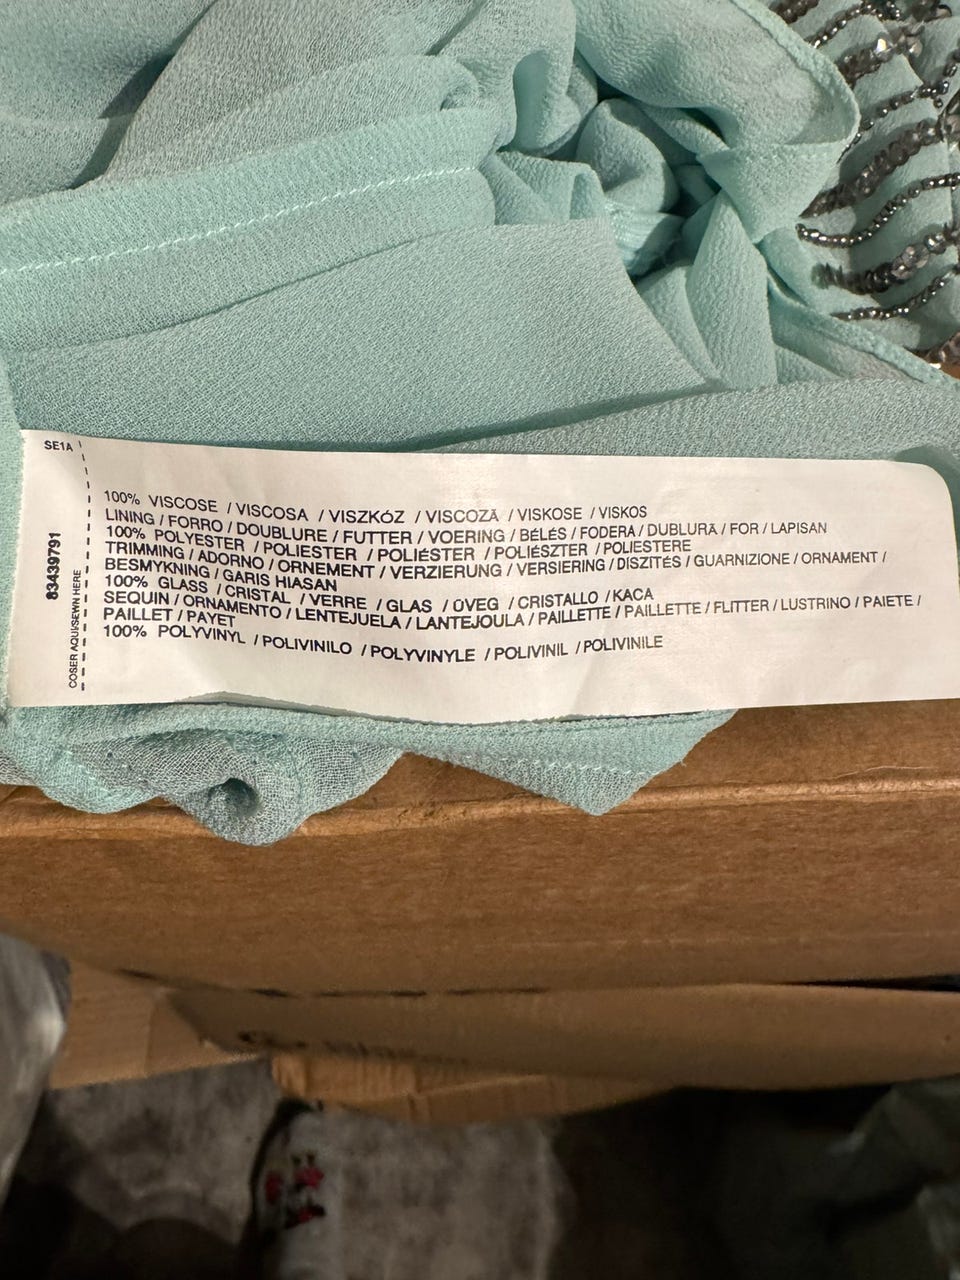 SE1A
83439791
COSER AQUI/SEWN HERE
100% VISCOSE / VISCOSA / VISZKÓZ / VISCOZĂ / VISKOSE / VISKOS
LINING / FORRO / DOUBLURE / FUTTER / VOERING / BÉLÉS / FODERA / DUBLURĂ / FOR / LAPISAN
100% POLYESTER / POLIESTER / POLIÉSTER / POLIÉSZTER / POLIESTERE
TRIMMING / ADORNO / ORNEMENT / VERZIERUNG / VERSIERING / DÍSZÍTÉS / GUARNIZIONE / ORNAMENT /
BESMYKNING / GARIS HIASAN
100% GLASS / CRISTAL / VERRE / GLAS / ÜVEG / CRISTALLO / KACA
SEQUIN / ORNAMENTO / LENTEJUELA / LANTEJOULA / PAILLETTE / PAILLETTE / FLITTER / LUSTRINO / PAIETE /
PAILLET / PAYET
100% POLYVINYL / POLIVINILO / POLYVINYLE / POLIVINIL / POLIVINILE